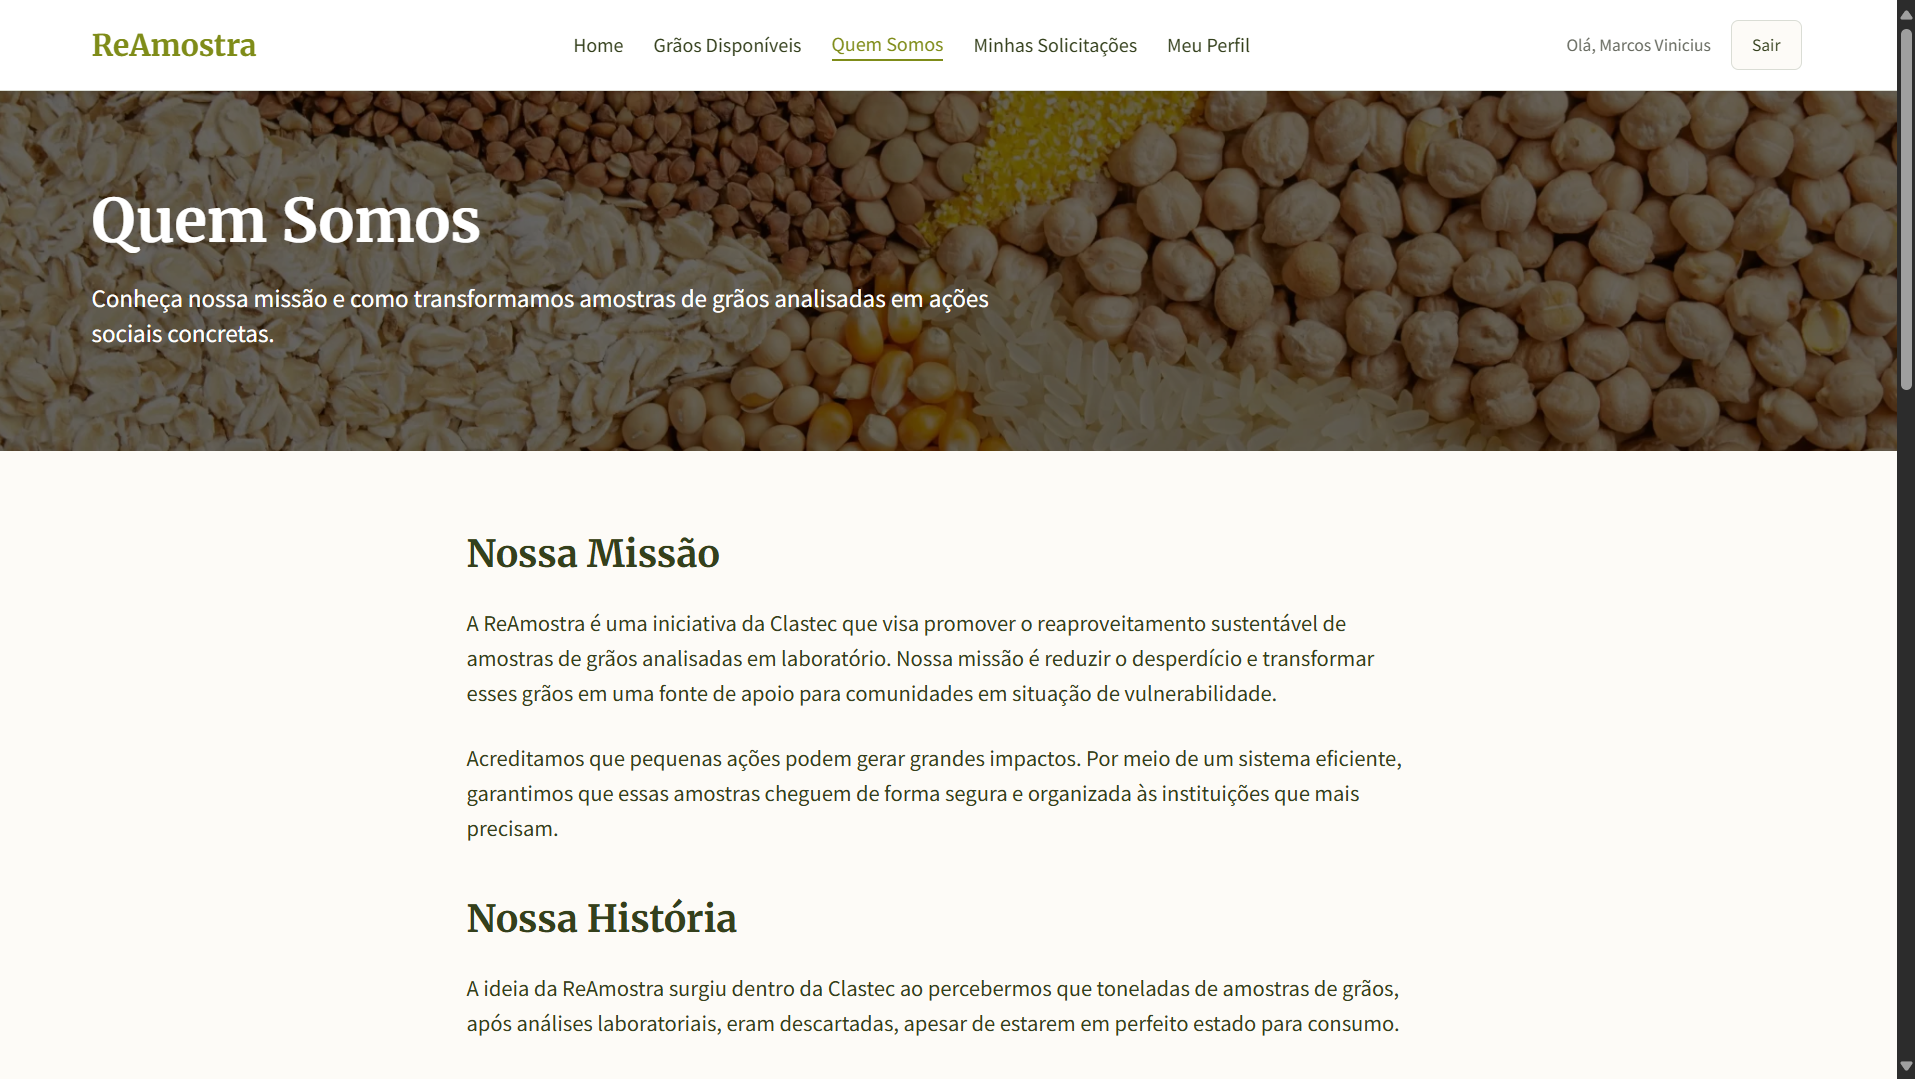 ReAmostra
Home
Grãos Disponíveis
Quem Somos
Minhas Solicitações
Meu Perfil
Olá, Marcos Vinicius
Sair
Quem Somos
Conheça nossa missão e como transformamos amostras de grãos analisadas em ações
sociais concretas.
Nossa Missão
A ReAmostra é uma iniciativa da Clastec que visa promover o reaproveitamento sustentável de
amostras de grãos analisadas em laboratório. Nossa missão é reduzir o desperdício e transformar
esses grãos em uma fonte de apoio para comunidades em situação de vulnerabilidade.
Acreditamos que pequenas ações podem gerar grandes impactos. Por meio de um sistema eficiente,
garantimos que essas amostras cheguem de forma segura e organizada às instituições que mais
precisam.
Nossa História
A ideia da ReAmostra surgiu dentro da Clastec ao percebermos que toneladas de amostras de grãos,
após análises laboratoriais, eram descartadas, apesar de estarem em perfeito estado para consumo.